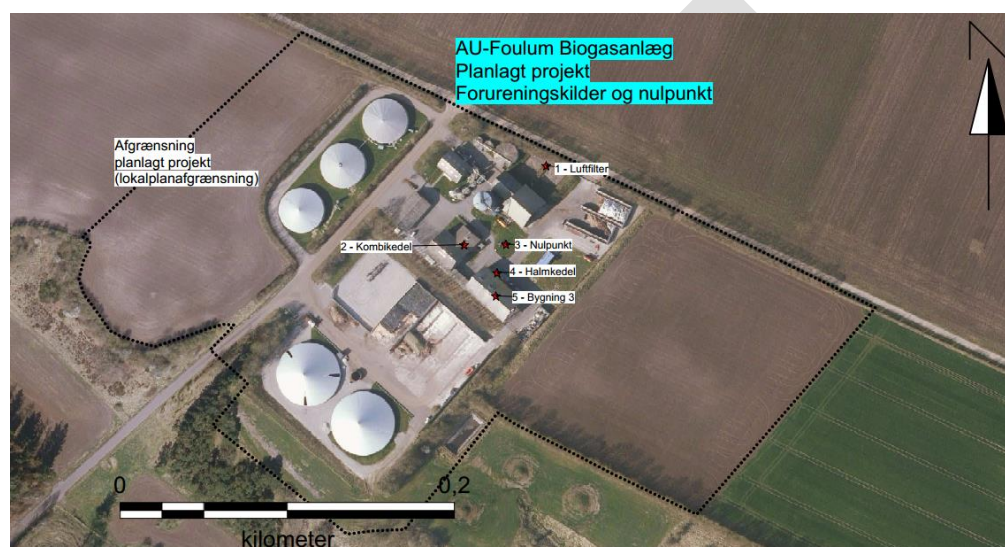 AU-Foulum Biogasanlæg
Planlagt projekt
Forureningskilder og nulpunkt
Afgrænsning
planlagt projekt
(lokalplanafgrænsning)
1 - Luftfilter
2 - Kombikedel
3 - Nulpunkt
4 - Halmkedel
5 - Bygning 3
0
0,2
kilometer